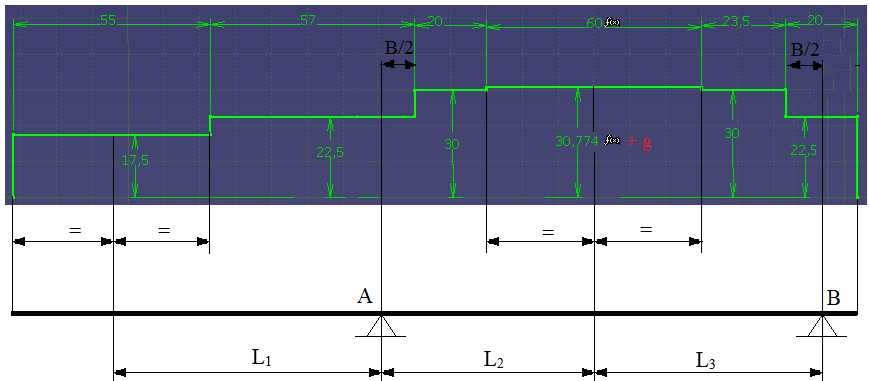 55 57 20 60 f(x) 23,5 20
B/2 B/2
17,5 22,5 30 30,774 f(x) + g 30 22,5
= = = =
A B
L₁ L₂ L₃